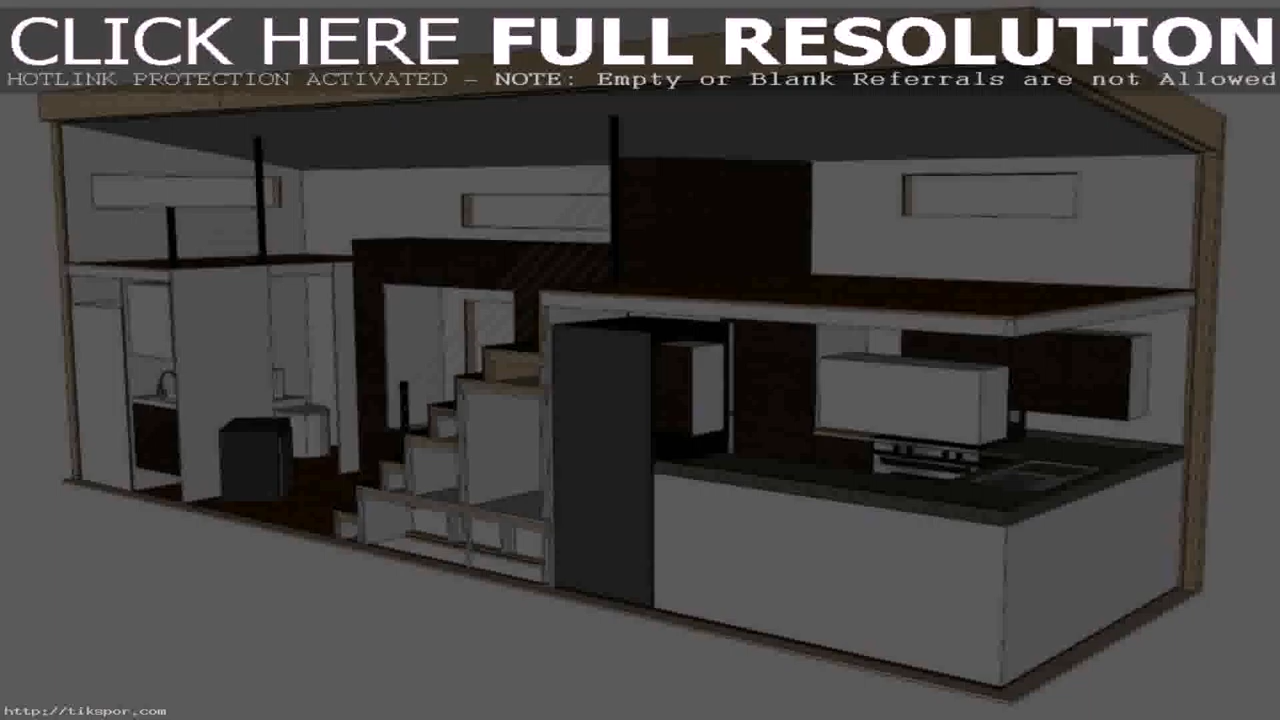 CLICK HERE FULL RESOLUTION
HOTLINK PROTECTION ACTIVATED - NOTE: Empty or Blank Referrals are not Allowed
http://tikspor.com